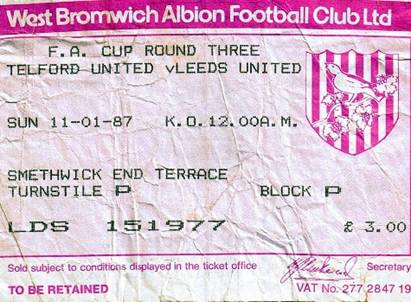 West Bromwich Albion Football Club Ltd
F.A. CUP ROUND THREE
TELFORD UNITED vLEEDS UNITED
SUN 11-01-87 K.O.12.00A.M.
SMETHWICK END TERRACE
TURNSTILE P BLOCK P
LDS 151977 £ 3.00
Sold subject to conditions displayed in the ticket office
Secretary
TO BE RETAINED VAT No. 277 2847 19